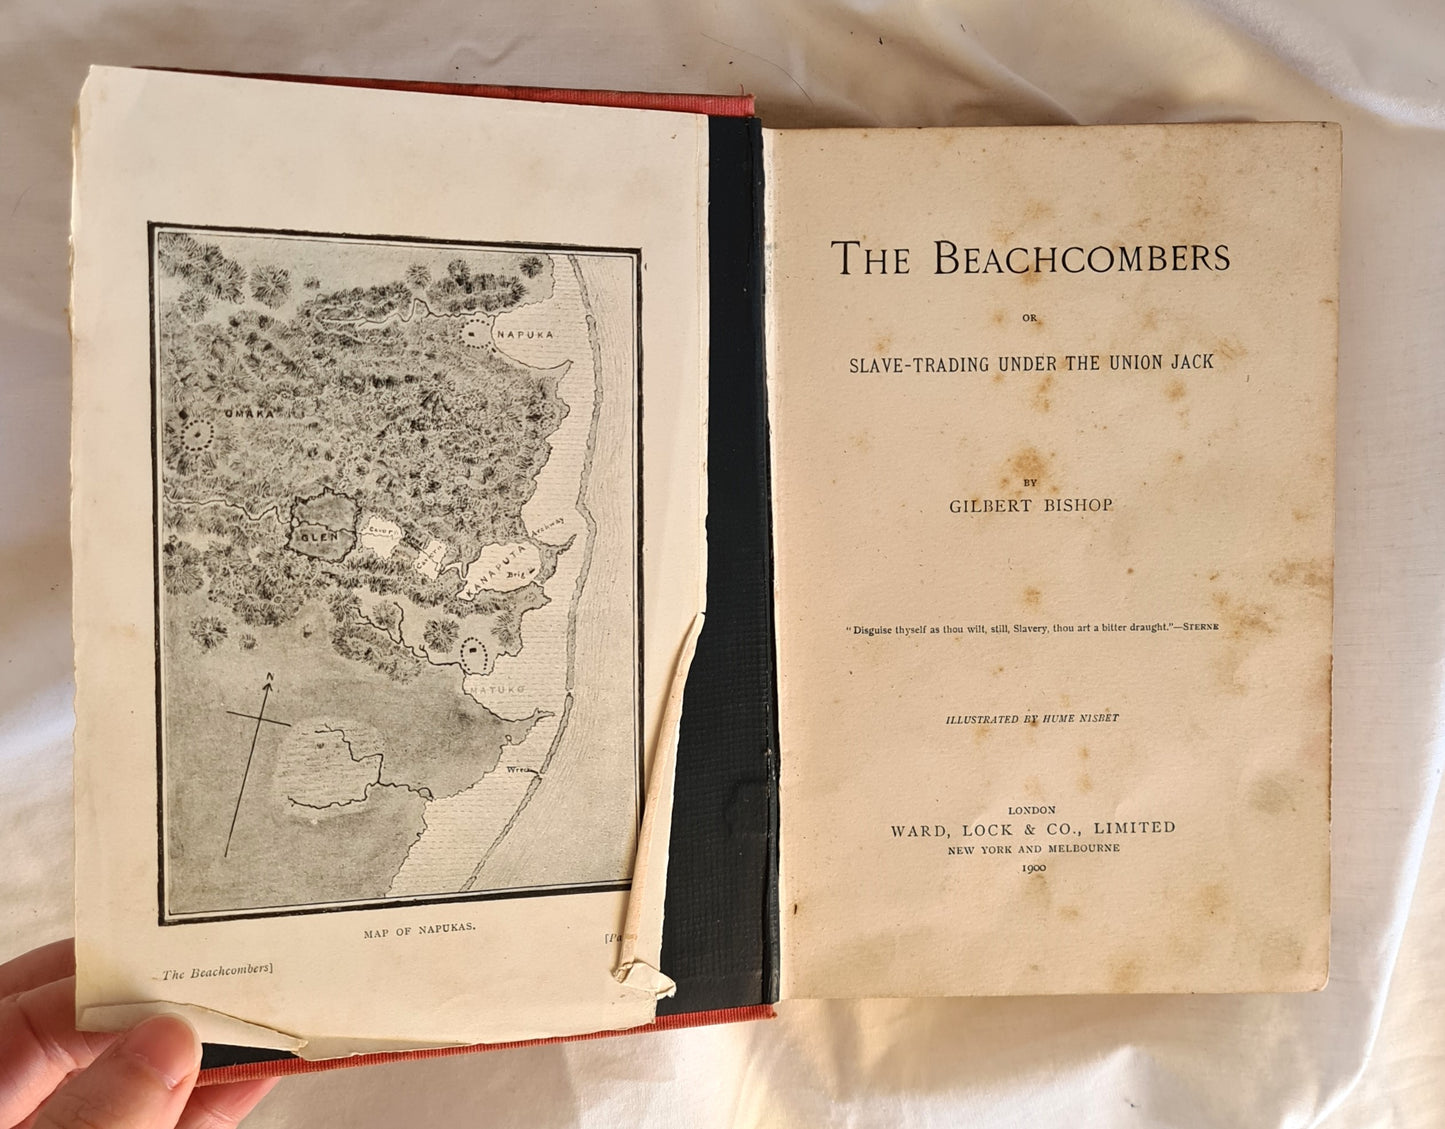 NAPUKA
OMAKA
GLEN
Archway
KANAPUTA
Brig
N
MATUKO
Wreck
MAP OF NAPUKAS.
[Pa
The Beachcombers]
THE BEACHCOMBERS
OR
SLAVE-TRADING UNDER THE UNION JACK
BY
GILBERT BISHOP
"Disguise thyself as thou wilt, still, Slavery, thou art a bitter draught."—STERNE
ILLUSTRATED BY HUME NISBET
LONDON
WARD, LOCK & CO., LIMITED
NEW YORK AND MELBOURNE
1900